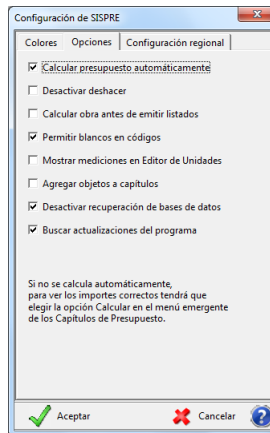 Configuración de SISPRE
Colores Opciones Configuración regional
Calcular presupuesto automáticamente
Desactivar deshacer
Calcular obra antes de emitir listados
Permitir blancos en códigos
Mostrar mediciones en Editor de Unidades
Agregar objetos a capítulos
Desactivar recuperación de bases de datos
Buscar actualizaciones del programa
Si no se calcula automáticamente,
para ver los importes correctos tendrá que
elegir la opción Calcular en el menú emergente
de los Capítulos de Presupuesto.
Aceptar Cancelar ?